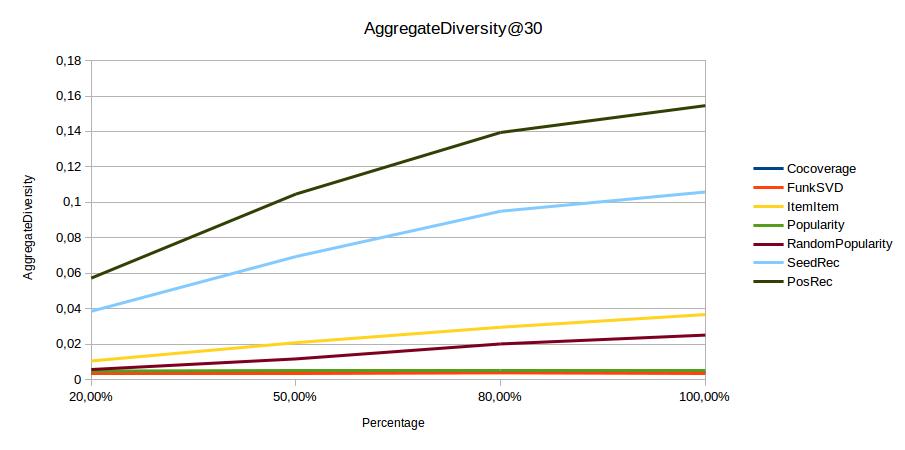 AggregateDiversity@30
0,18
0,16
0,14
0,12
0,1
0,08
0,06
0,04
0,02
0
AggregateDiversity
20,00%
50,00%
80,00%
100,00%
Percentage
Cocoverage
FunkSVD
ItemItem
Popularity
RandomPopularity
SeedRec
PosRec